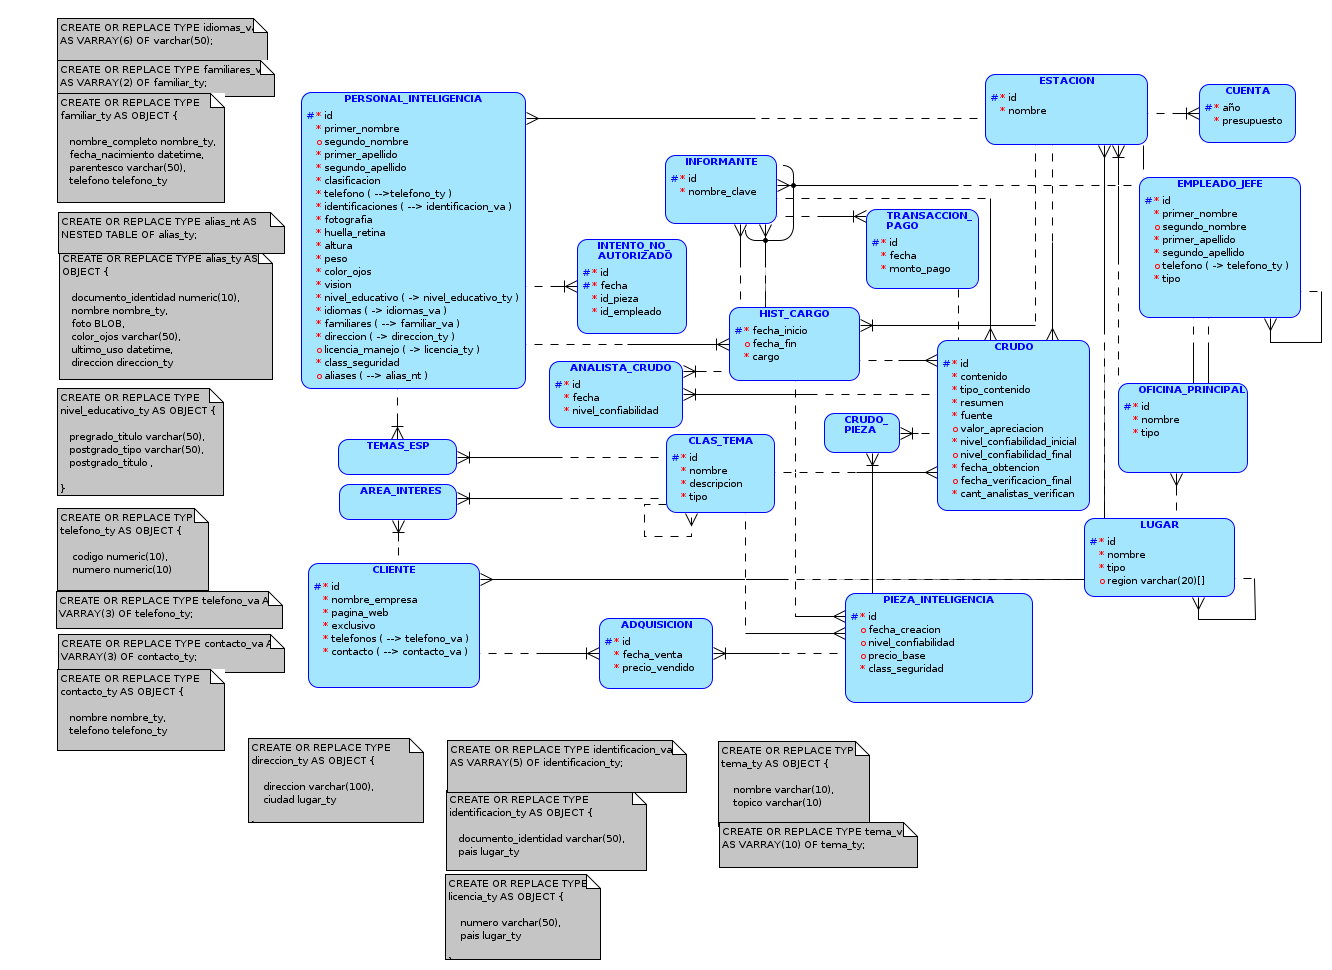 CREATE OR REPLACE TYPE
AS VARRAY(6) OF varchar(50);
CREATE OR REPLACE TYPE
AS VARRAY(2) OF familiar_ty;
CREATE OR REPLACE TYPE
familiar_ty AS OBJECT {
nombre_completo nombre_ty,
fecha_nacimiento datetime,
parentesco varchar(50),
telefono telefono_ty
CREATE OR REPLACE TYPE alias_nt AS
NESTED TABLE OF alias_ty;
CREATE OR REPLACE TYPE alias_ty AS
OBJECT {
documento_identidad numeric(10),
nombre nombre_ty,
foto BLOB,
color_ojos varchar(50),
ultimo_uso datetime,
direccion direccion_ty
CREATE OR REPLACE TYPE
nivel_educativo_ty AS OBJECT {
pregrado_titulo varchar(50),
postgrado_tipo varchar(50),
postgrado_titulo ,
}
CREATE OR REPLACE TYP
telefono_ty AS OBJECT {
codigo numeric(10),
numero numeric(10)
CREATE OR REPLACE TYPE telefono_va A
VARRAY(3) OF telefono_ty;
CREATE OR REPLACE TYPE contacto_va A
VARRAY(3) OF contacto_ty;
CREATE OR REPLACE TYPE
contacto_ty AS OBJECT {
nombre nombre_ty,
telefono telefono_ty
PERSONAL_INTELIGENCIA
# * id
* primer_nombre
o segundo_nombre
* primer_apellido
* segundo_apellido
* clasificacion
* telefono ( -->telefono_ty )
* identificaciones ( --> identificacion_va )
* fotografia
* huella_retina
* altura
* peso
* color_ojos
* vision
* nivel_educativo ( -> nivel_educativo_ty )
* idiomas ( -> idiomas_va )
* familiares ( --> familiar_va )
* direccion ( -> direccion_ty )
o licencia_manejo ( -> licencia_ty )
* class_seguridad
o aliases ( --> alias_nt )
TEMAS_ESP
AREA_INTERES
CLIENTE
# * id
* nombre_empresa
* pagina_web
* exclusivo
* telefonos ( --> telefono_va )
* contacto ( --> contacto_va )
INFORMANTE
# * id
* nombre_clave
INTENTO_NO_
AUTORIZADO
# * id
# * fecha
* id_pieza
* id_empleado
ANALISTA_CRUDO
# * id
* fecha
* nivel_confiabilidad
CLAS_TEMA
# * id
* nombre
* descripcion
* tipo
ADQUISICION
# * id
* fecha_venta
* precio_vendido
HIST_CARGO
# * fecha_inicio
o fecha_fin
* cargo
TRANSACCION_
PAGO
# * id
* fecha
* monto_pago
CRUDO_
PIEZA
ESTACION
# * id
* nombre
CUENTA
# * año
* presupuesto
EMPLEADO_JEFE
# * id
* primer_nombre
o segundo_nombre
* primer_apellido
* segundo_apellido
o telefono ( -> telefono_ty )
* tipo
CRUDO
# * id
* contenido
* tipo_contenido
* resumen
* fuente
o valor_apreciacion
* nivel_confiabilidad_inicial
o nivel_confiabilidad_final
* fecha_obtencion
o fecha_verificacion_final
* cant_analistas_verifican
OFICINA_PRINCIPAL
# * id
* nombre
* tipo
LUGAR
# * id
* nombre
* tipo
o region varchar(20)[]
PIEZA_INTELIGENCIA
# * id
o fecha_creacion
o nivel_confiabilidad
o precio_base
* class_seguridad
CREATE OR REPLACE TYPE
direccion_ty AS OBJECT {
direccion varchar(100),
ciudad lugar_ty
CREATE OR REPLACE TYPE identificacion_va
AS VARRAY(5) OF identificacion_ty;
CREATE OR REPLACE TYPE
identificacion_ty AS OBJECT {
documento_identidad varchar(50),
pais lugar_ty
CREATE OR REPLACE TYPE
licencia_ty AS OBJECT {
numero varchar(50),
pais lugar_ty
CREATE OR REPLACE TYP
tema_ty AS OBJECT {
nombre varchar(10),
topico varchar(10)
CREATE OR REPLACE TYPE tema_v
AS VARRAY(10) OF tema_ty;